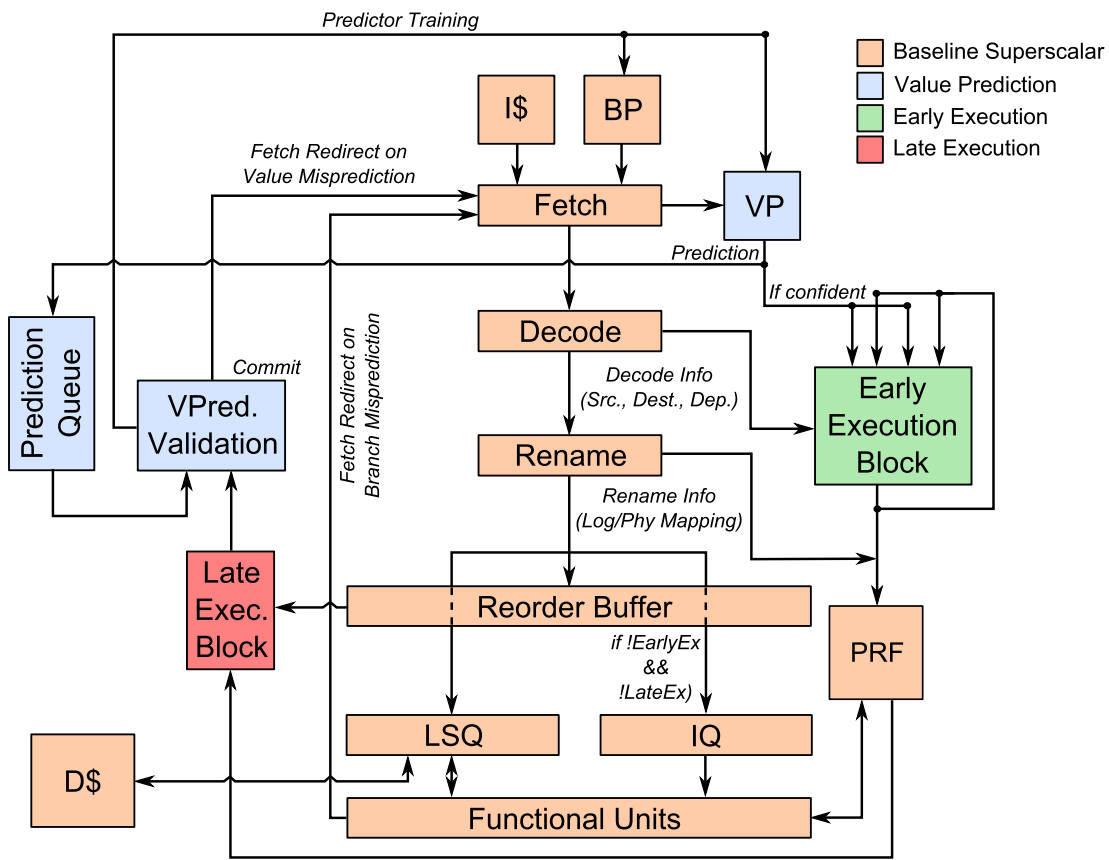 Predictor Training
Baseline Superscalar
Value Prediction
Early Execution
Late Execution
I$
BP
Fetch Redirect on
Value Misprediction
Fetch
VP
Prediction
If confident
Prediction
Queue
Fetch Redirect on
Branch Misprediction
Decode
Commit
VPred.
Validation
Decode Info
(Src., Dest., Dep.)
Early
Execution
Block
Rename
Rename Info
(Log/Phy Mapping)
Late
Exec.
Block
Reorder Buffer
if !EarlyEx
&&
!LateEx)
PRF
LSQ
IQ
D$
Functional Units